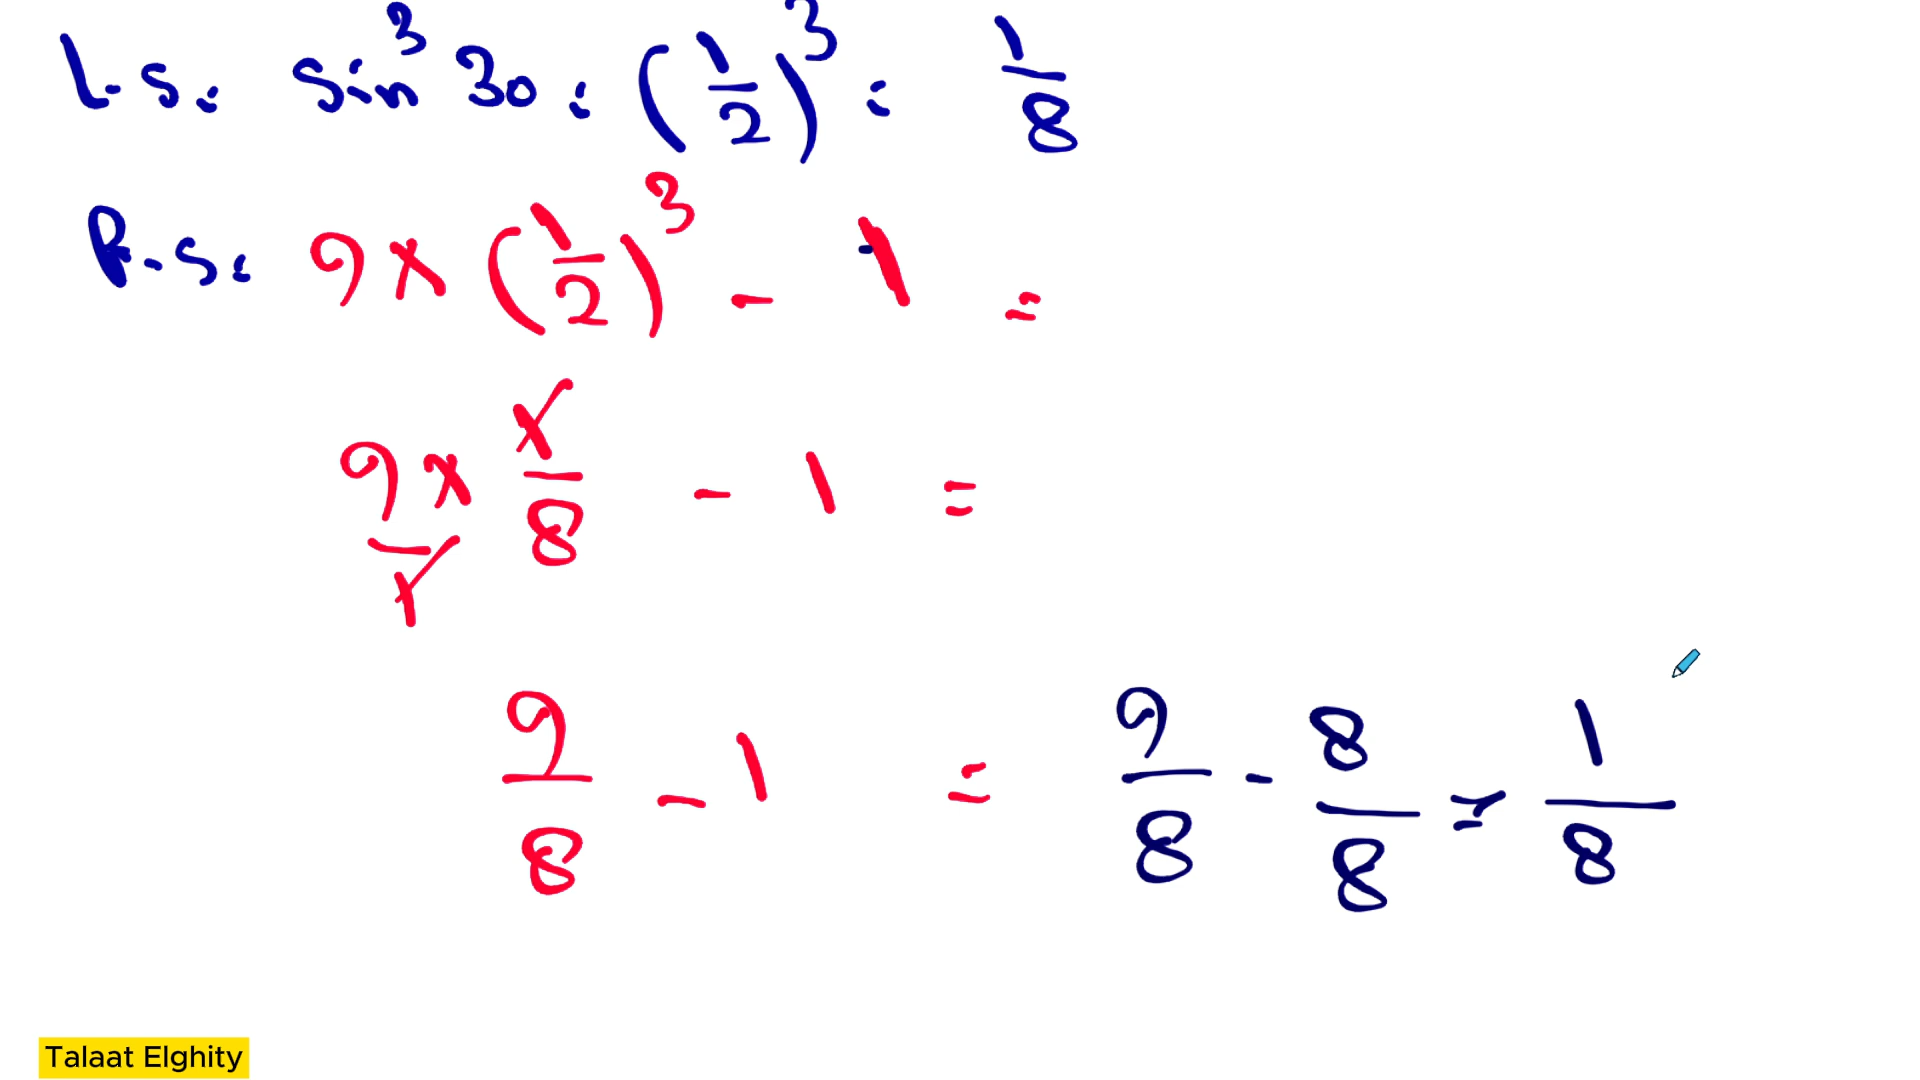 L.S = sin³ 30 = (1/2)³ = 1/8
R.S = 9 × (1/2)³ - 1 =
9/1 × 1/8 - 1 =
9/8 - 1 = 9/8 - 8/8 = 1/8
Talaat Elghity